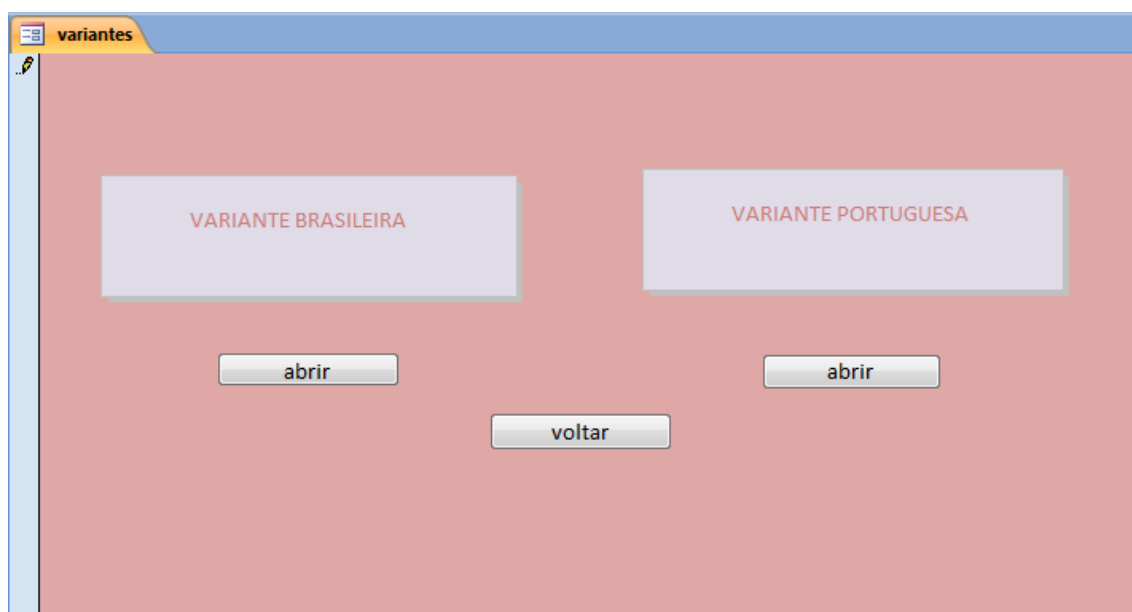 variantes
VARIANTE BRASILEIRA
VARIANTE PORTUGUESA
abrir
abrir
voltar